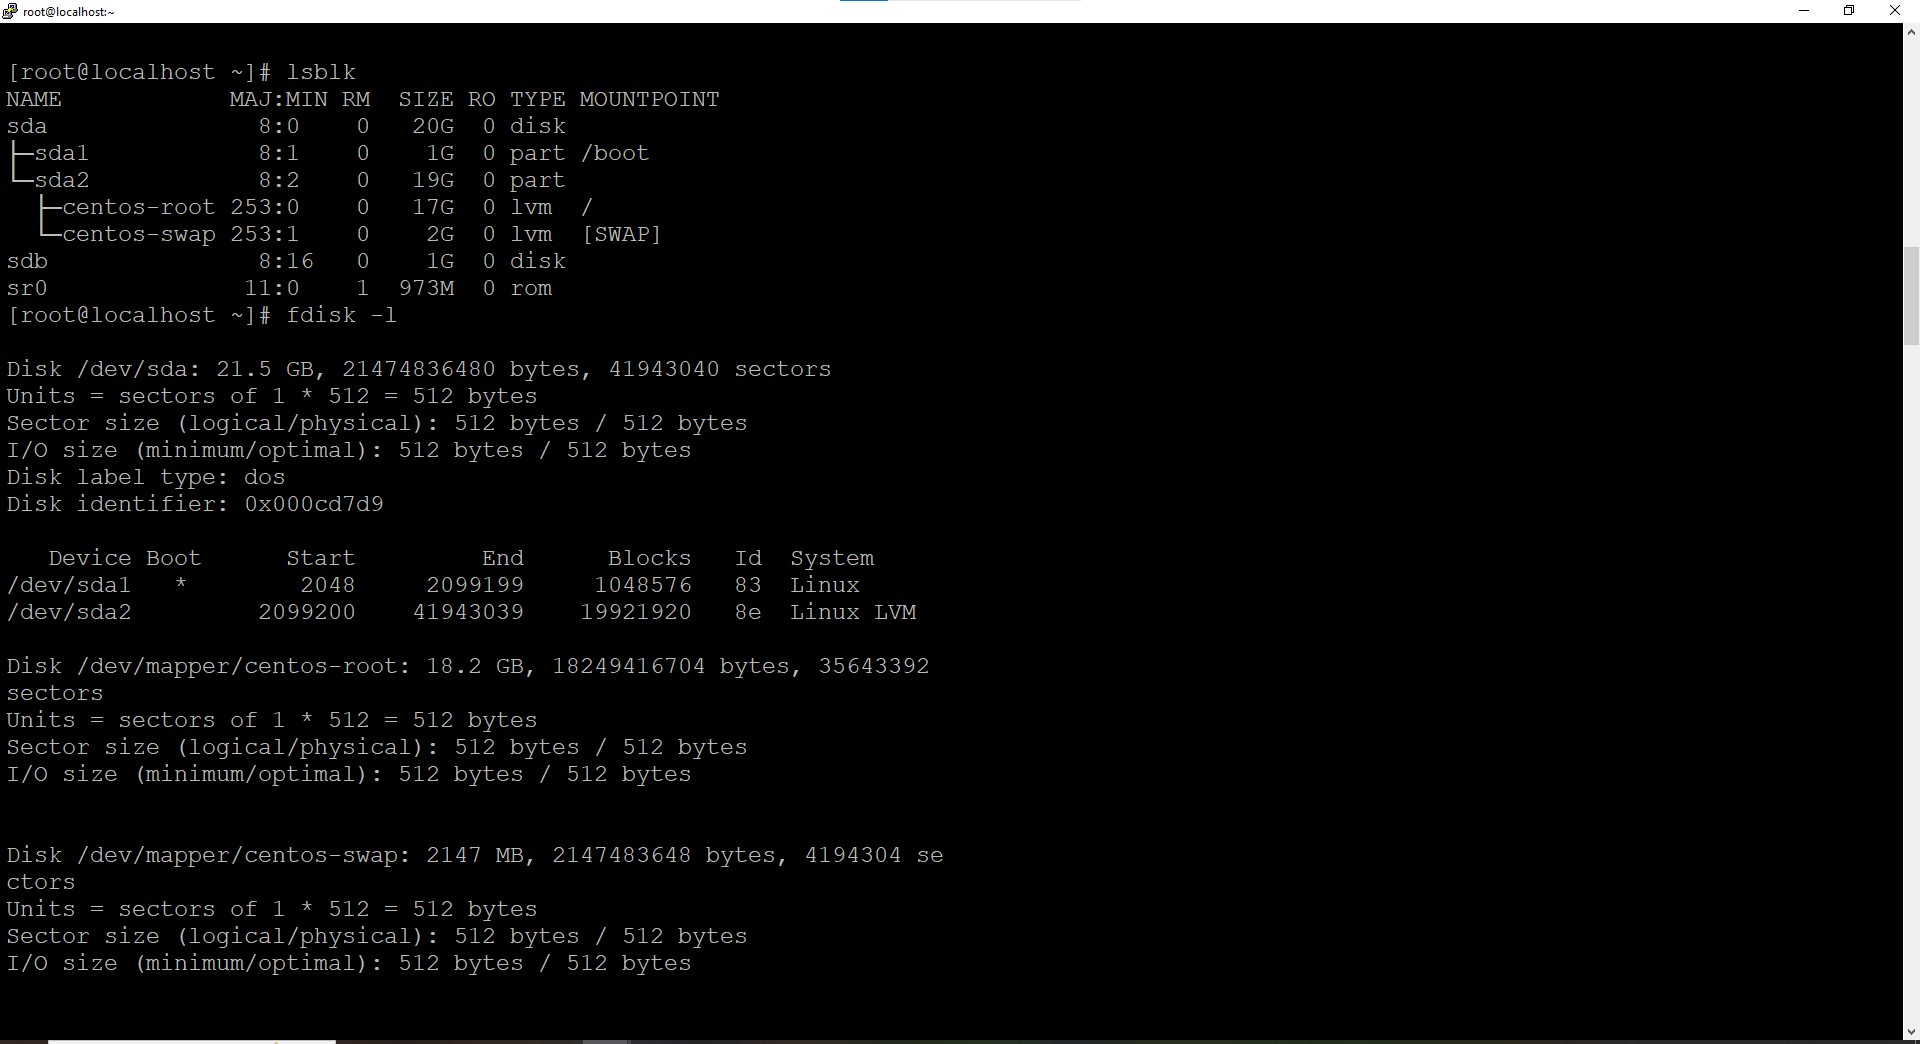 root@localhost:~
[root@localhost ~]# lsblk
NAME            MAJ:MIN RM  SIZE RO TYPE MOUNTPOINT
sda               8:0    0   20G  0 disk
├─sda1            8:1    0    1G  0 part /boot
└─sda2            8:2    0   19G  0 part
  ├─centos-root 253:0    0   17G  0 lvm  /
  └─centos-swap 253:1    0    2G  0 lvm  [SWAP]
sdb               8:16   0    1G  0 disk
sr0              11:0    1  973M  0 rom
[root@localhost ~]# fdisk -l
Disk /dev/sda: 21.5 GB, 21474836480 bytes, 41943040 sectors
Units = sectors of 1 * 512 = 512 bytes
Sector size (logical/physical): 512 bytes / 512 bytes
I/O size (minimum/optimal): 512 bytes / 512 bytes
Disk label type: dos
Disk identifier: 0x000cd7d9
   Device Boot      Start         End      Blocks   Id  System
/dev/sda1   *        2048     2099199     1048576   83  Linux
/dev/sda2         2099200    41943039    19921920   8e  Linux LVM
Disk /dev/mapper/centos-root: 18.2 GB, 18249416704 bytes, 35643392
sectors
Units = sectors of 1 * 512 = 512 bytes
Sector size (logical/physical): 512 bytes / 512 bytes
I/O size (minimum/optimal): 512 bytes / 512 bytes
Disk /dev/mapper/centos-swap: 2147 MB, 2147483648 bytes, 4194304 se
ctors
Units = sectors of 1 * 512 = 512 bytes
Sector size (logical/physical): 512 bytes / 512 bytes
I/O size (minimum/optimal): 512 bytes / 512 bytes